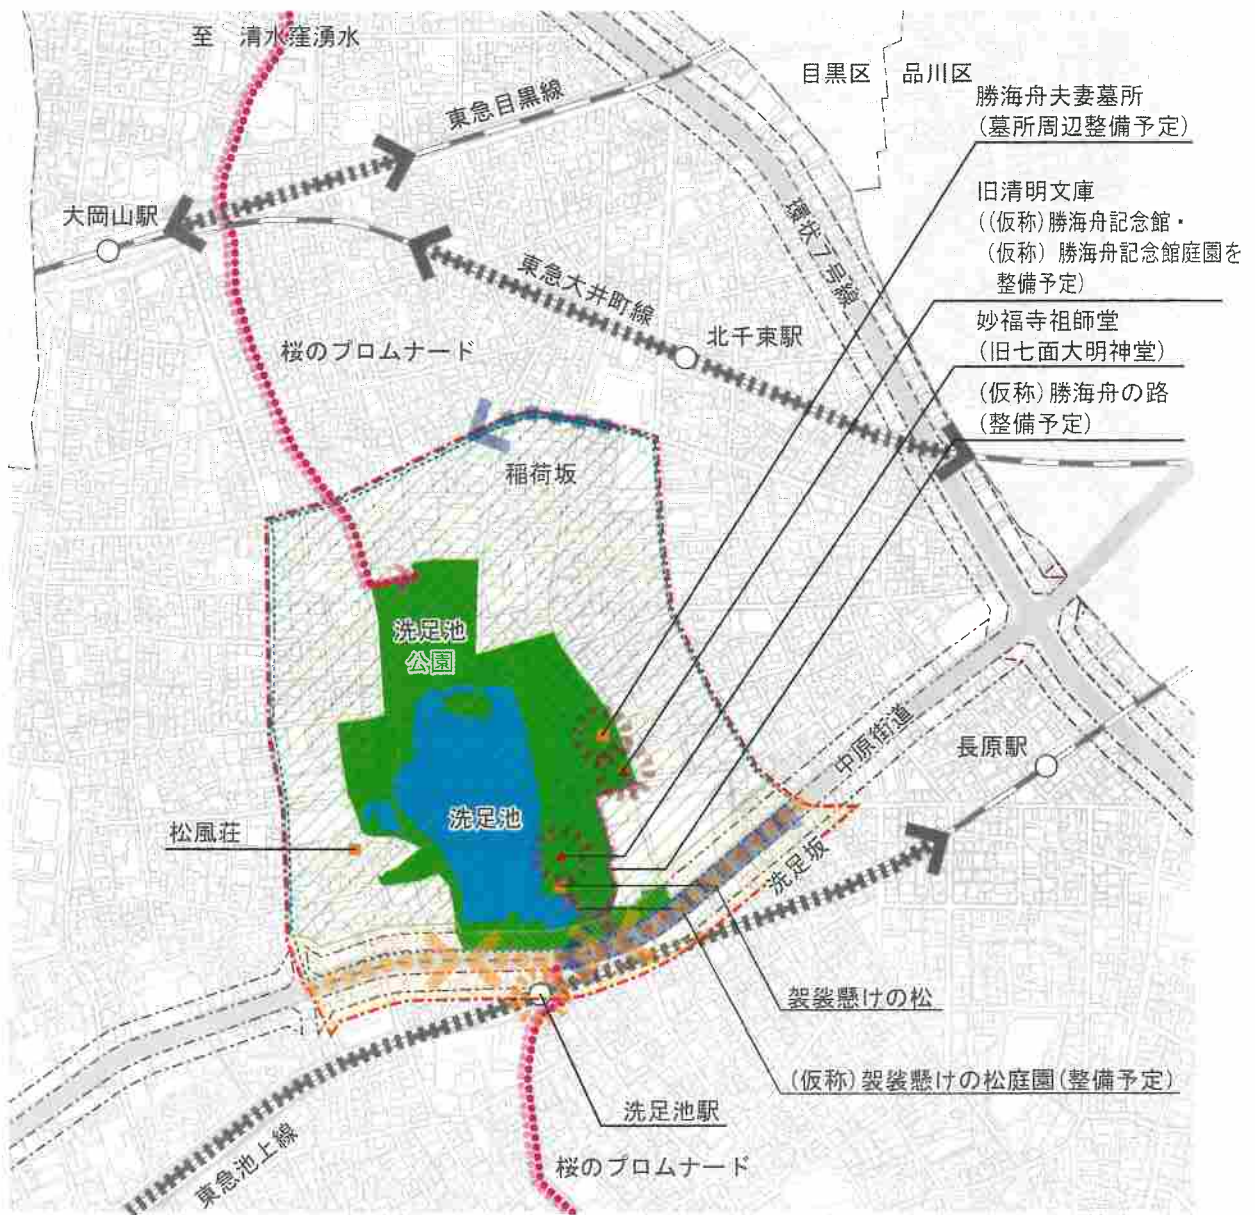 至 清水窪湧水
目黒区
品川区
勝海舟夫妻墓所
(墓所周辺整備予定)
東急目黒線
旧清明文庫
((仮称)勝海舟記念館・
(仮称) 勝海舟記念館庭園を
整備予定)
大岡山駅
環状7号線
東急大井町線
妙福寺祖師堂
(旧七面大明神堂)
北千束駅
桜のプロムナード
(仮称)勝海舟の路
(整備予定)
稲荷坂
洗足池
公園
中原街道
長原駅
洗足池
松風荘
洗足坂
袈裟懸けの松
(仮称)袈裟懸けの松庭園(整備予定)
洗足池駅
東急池上線
桜のプロムナード